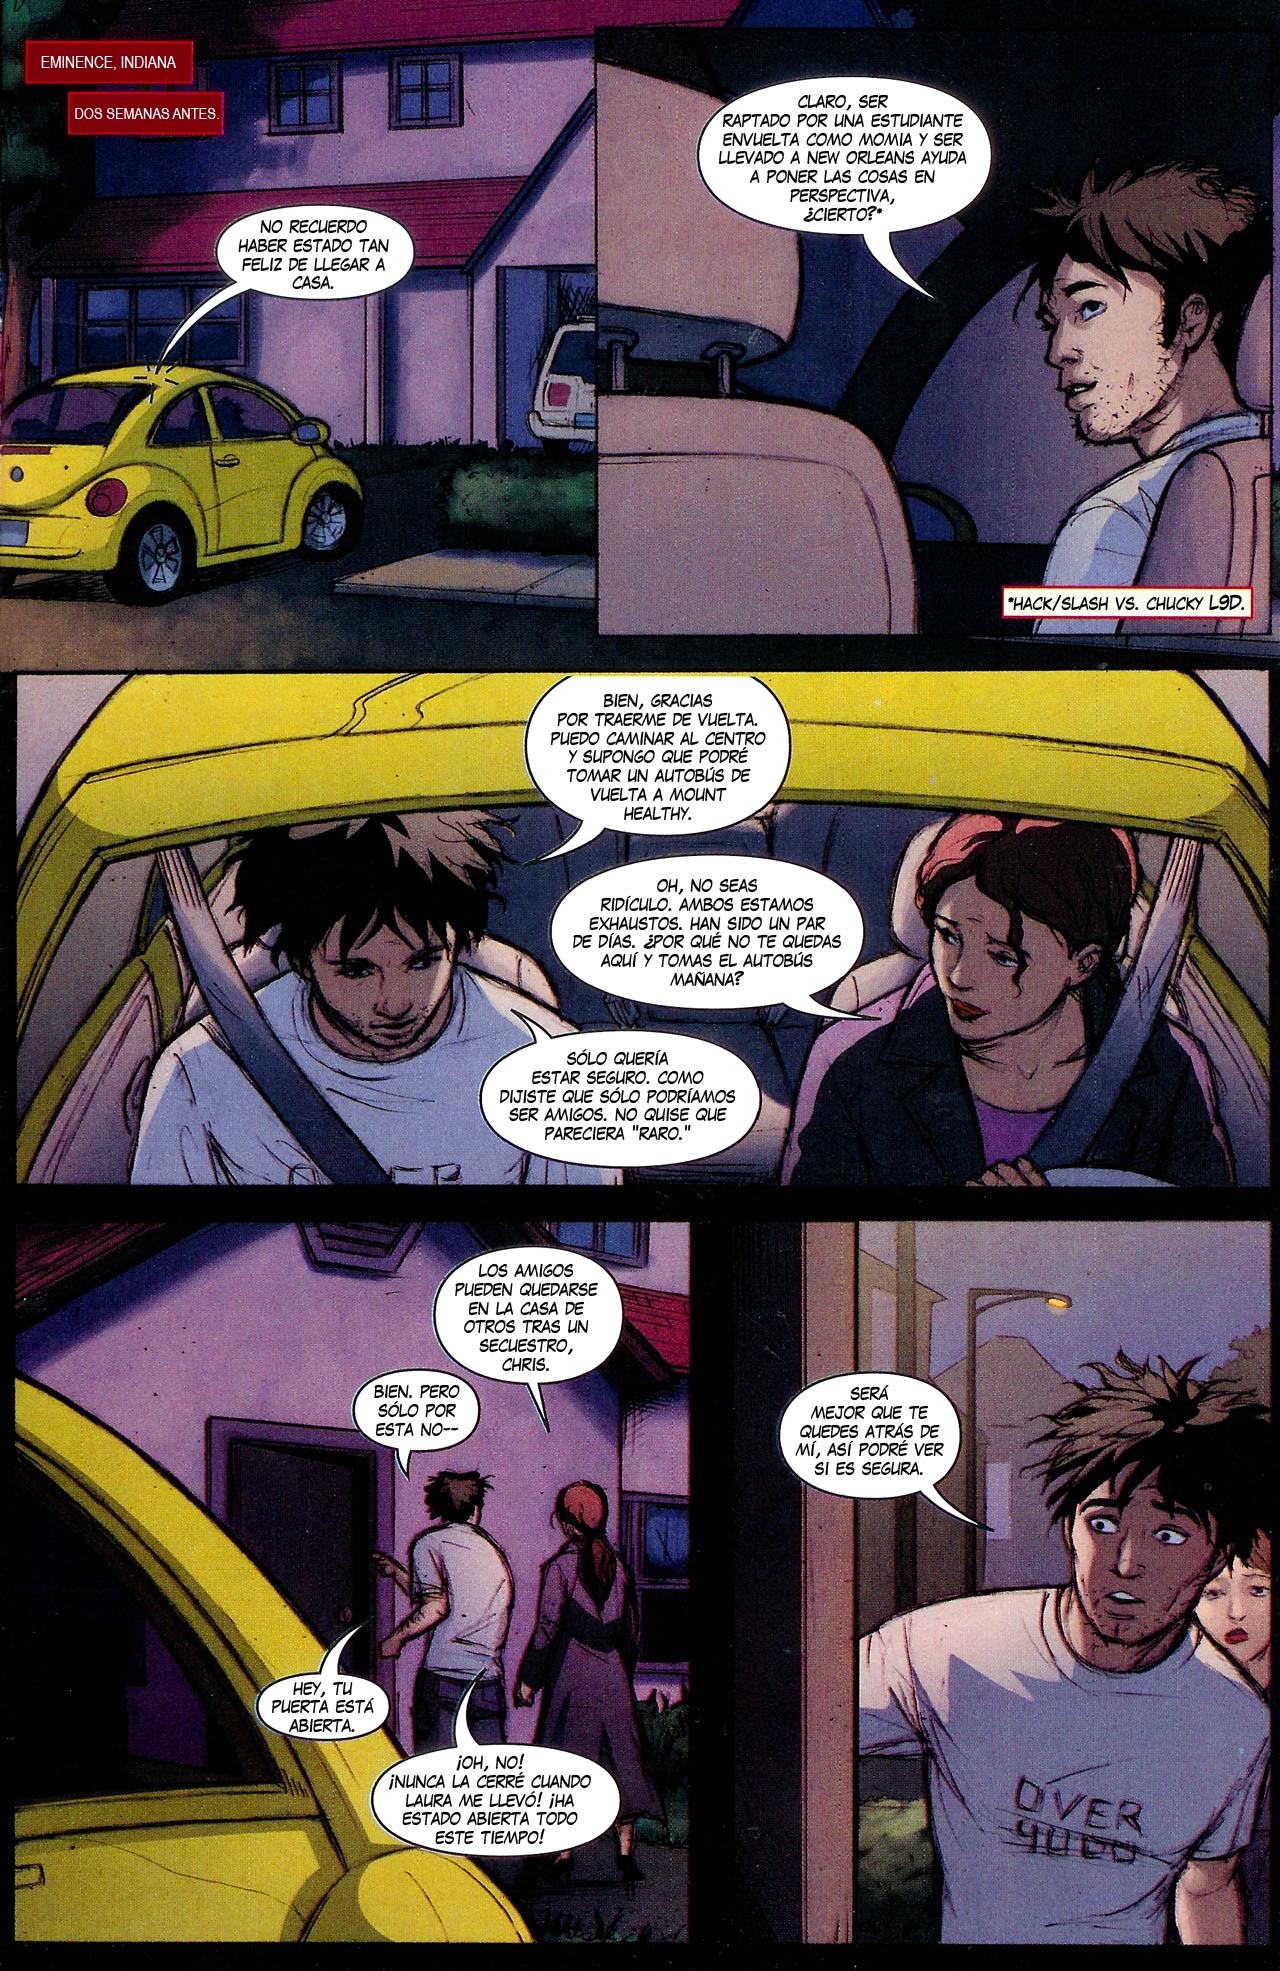 EMINENCE, INDIANA
DOS SEMANAS ANTES.
NO RECUERDO
HABER ESTADO TAN
FELIZ DE LLEGAR A
CASA.
CLARO, SER
RAPTADO POR UNA ESTUDIANTE
ENVUELTA COMO MOMIA Y SER
LLEVADO A NEW ORLEANS AYUDA
A PONER LAS COSAS EN
PERSPECTIVA,
¿CIERTO?*
*HACK/SLASH VS. CHUCKY L9D.
BIEN, GRACIAS
POR TRAERME DE VUELTA.
PUEDO CAMINAR AL CENTRO
Y SUPONGO QUE PODRÉ
TOMAR UN AUTOBÚS DE
VUELTA A MOUNT
HEALTHY.
OH, NO SEAS
RIDÍCULO. AMBOS ESTAMOS
EXHAUSTOS. HAN SIDO UN PAR
DE DÍAS. ¿POR QUÉ NO TE QUEDAS
AQUÍ Y TOMAS EL AUTOBÚS
MAÑANA?
SÓLO QUERÍA
ESTAR SEGURO. COMO
DIJISTE QUE SÓLO PODRÍAMOS
SER AMIGOS. NO QUISE QUE
PARECIERA "RARO."
OVER
LOS AMIGOS
PUEDEN QUEDARSE
EN LA CASA DE
OTROS TRAS UN
SECUESTRO,
CHRIS.
BIEN. PERO
SÓLO POR
ESTA NO--
HEY, TU
PUERTA ESTÁ
ABIERTA.
¡OH, NO!
¡NUNCA LA CERRÉ CUANDO
LAURA ME LLEVÓ! ¡HA
ESTADO ABIERTA TODO
ESTE TIEMPO!
SERÁ
MEJOR QUE TE
QUEDES ATRÁS DE
MÍ, ASÍ PODRÉ VER
SI ES SEGURA.
OVER
9000